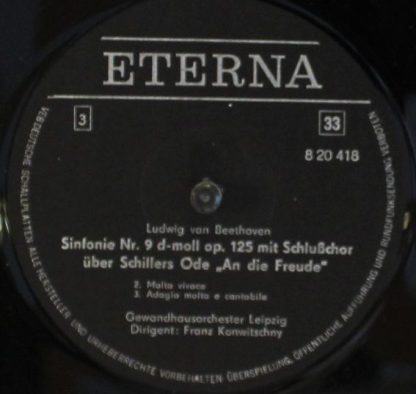 ETERNA
3
33
8 20 418
Ludwig van Beethoven
Sinfonie Nr. 9 d-moll op. 125 mit Schlußchor
über Schillers Ode „An die Freude“
2. Molto vivace
3. Adagio molto e cantabile
Gewandhausorchester Leipzig
Dirigent: Franz Konwitschny
VEB DEUTSCHE SCHALLPLATTEN ALLE HERSTELLER UND URHEBERRECHTE VORBEHALTEN ÜBERSPIELUNG, ÖFFENTLICHE AUFFÜHRUNG UND RUNDFUNKSENDUNG VERBOTEN